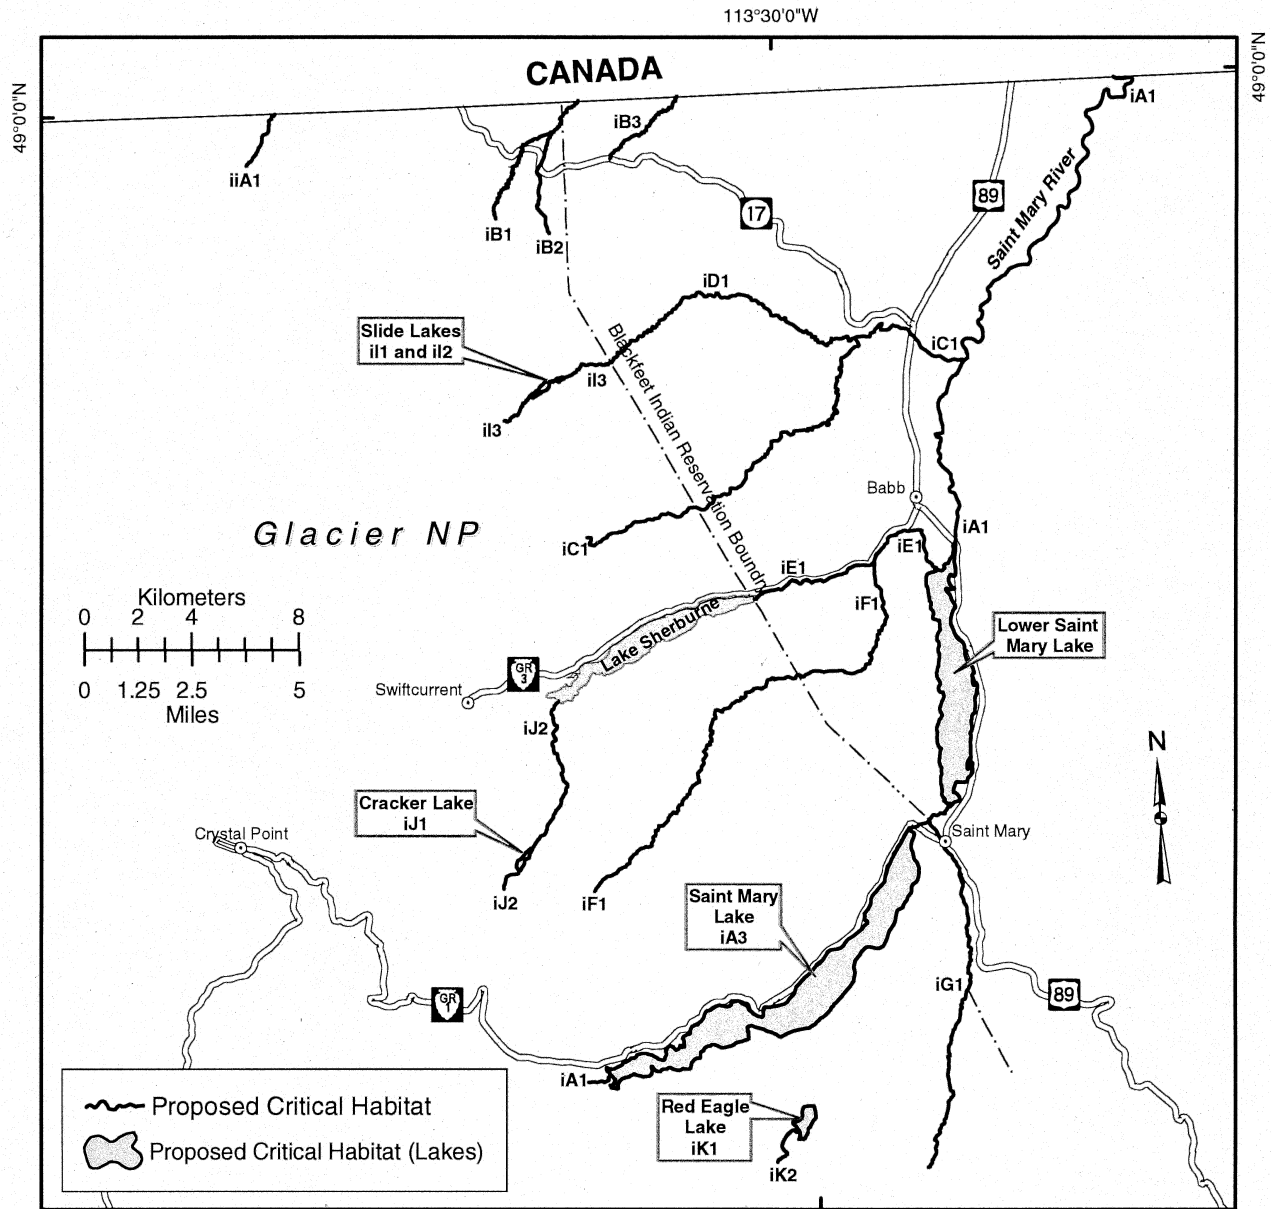 113°30'0"W
49°0'0"N
49°0'0"N
CANADA
iA1
iB3
iiA1
Saint Mary River
89
17
iB1
iB2
iD1
Slide Lakes
iI1 and iI2
iC1
iI3
iI3
Blackfeet Indian Reservation Boundry
Babb
Glacier NP
iA1
iC1
iE1
iE1
iF1
Kilometers
0 2 4 8
0 1.25 2.5 5
Miles
Lake Sherburne
Lower Saint
Mary Lake
GR
3
Swiftcurrent
iJ2
N
Cracker Lake
iJ1
Crystal Point
Saint Mary
iJ2
iF1
Saint Mary
Lake
iA3
iG1
89
GR
1
iA1
Red Eagle
Lake
iK1
iK2
Proposed Critical Habitat
Proposed Critical Habitat (Lakes)